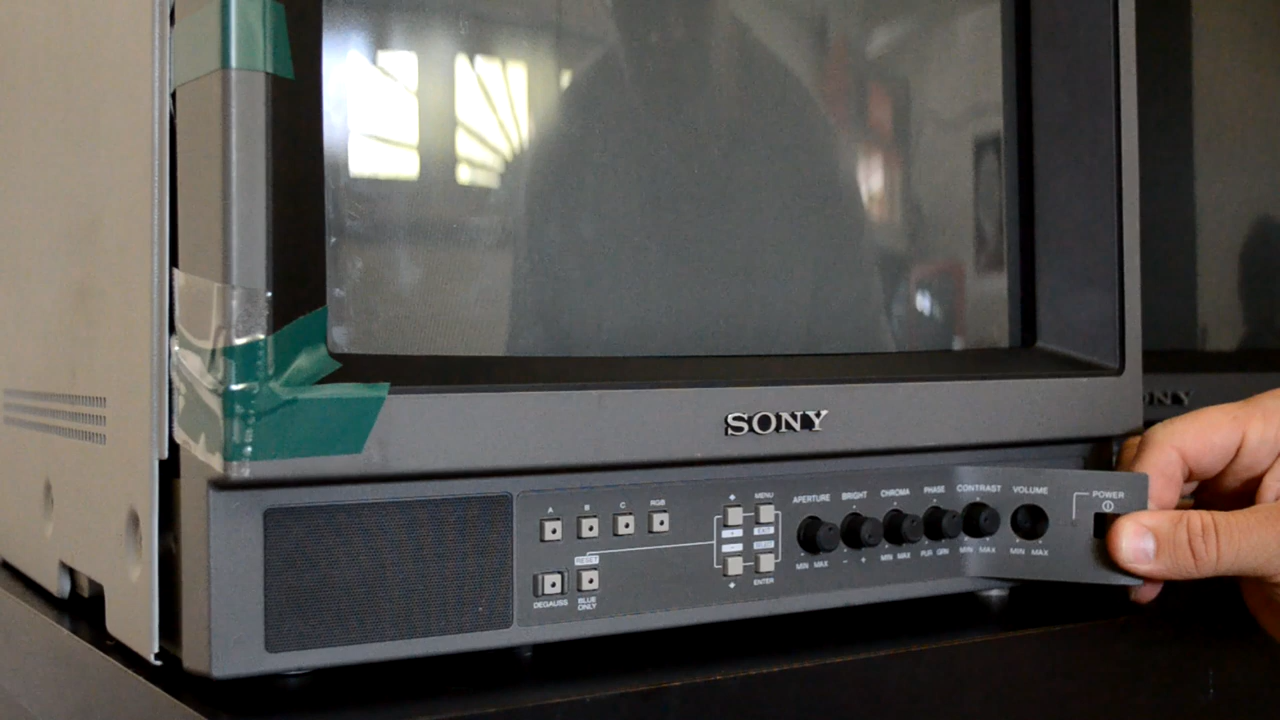 SONY
A B C RGB
MENU
APERTURE BRIGHT CHROMA PHASE CONTRAST VOLUME
POWER
EXIT
RESET
MIN MAX - + MIN MAX PUR GRN MIN MAX MIN MAX
DEGAUSS BLUE
ONLY
ENTER